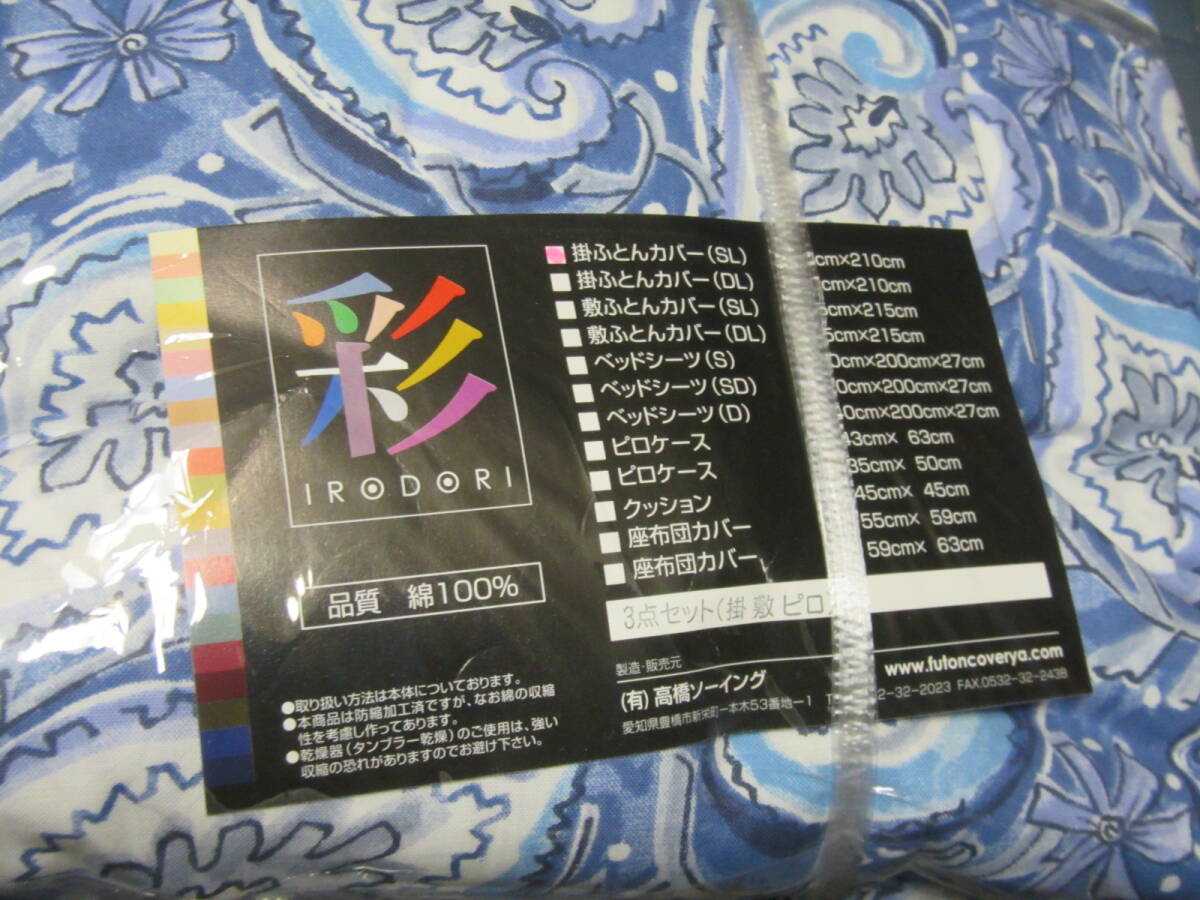 彩
IRODORI
品質 綿100%
●取り扱い方法は本体についております。
●本商品は防縮加工済ですが、なお綿の収縮
性を考慮し作ってあります。
●乾燥器(タンブラー乾燥)のご使用は、強い
収縮の恐れがありますのでお避け下さい。
掛ふとんカバー(SL) cm×210cm
掛ふとんカバー(DL) cm×210cm
敷ふとんカバー(SL) 5cm×215cm
敷ふとんカバー(DL) 5cm×215cm
ベッドシーツ(S) 0cm×200cm×27cm
ベッドシーツ(SD) 0cm×200cm×27cm
ベッドシーツ(D) 0cm×200cm×27cm
ピロケース 43cm× 63cm
ピロケース 35cm× 50cm
クッション 45cm× 45cm
座布団カバー 55cm× 59cm
座布団カバー 59cm× 63cm
3点セット(掛 敷 ピロ
製造・販売元
(有)高橋ソーイング
www.futoncoverya.com
愛知県豊橋市新栄町一本木53番地−1 T 2-32-2023 FAX.0532-32-2438